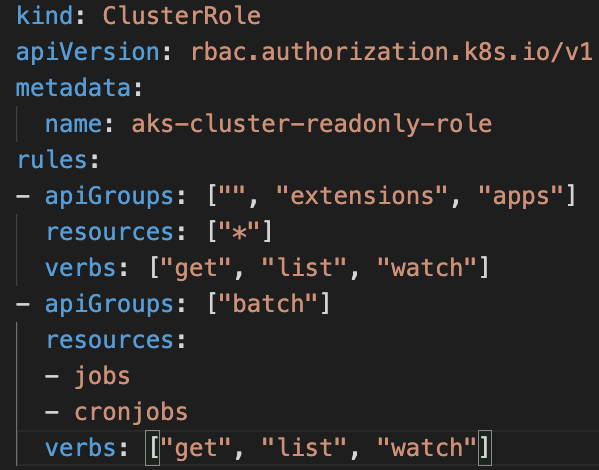 kind: ClusterRole
apiVersion: rbac.authorization.k8s.io/v1
metadata:
  name: aks-cluster-readonly-role
rules:
- apiGroups: ["", "extensions", "apps"]
  resources: ["*"]
  verbs: ["get", "list", "watch"]
- apiGroups: ["batch"]
  resources:
  - jobs
  - cronjobs
  verbs: ["get", "list", "watch"]